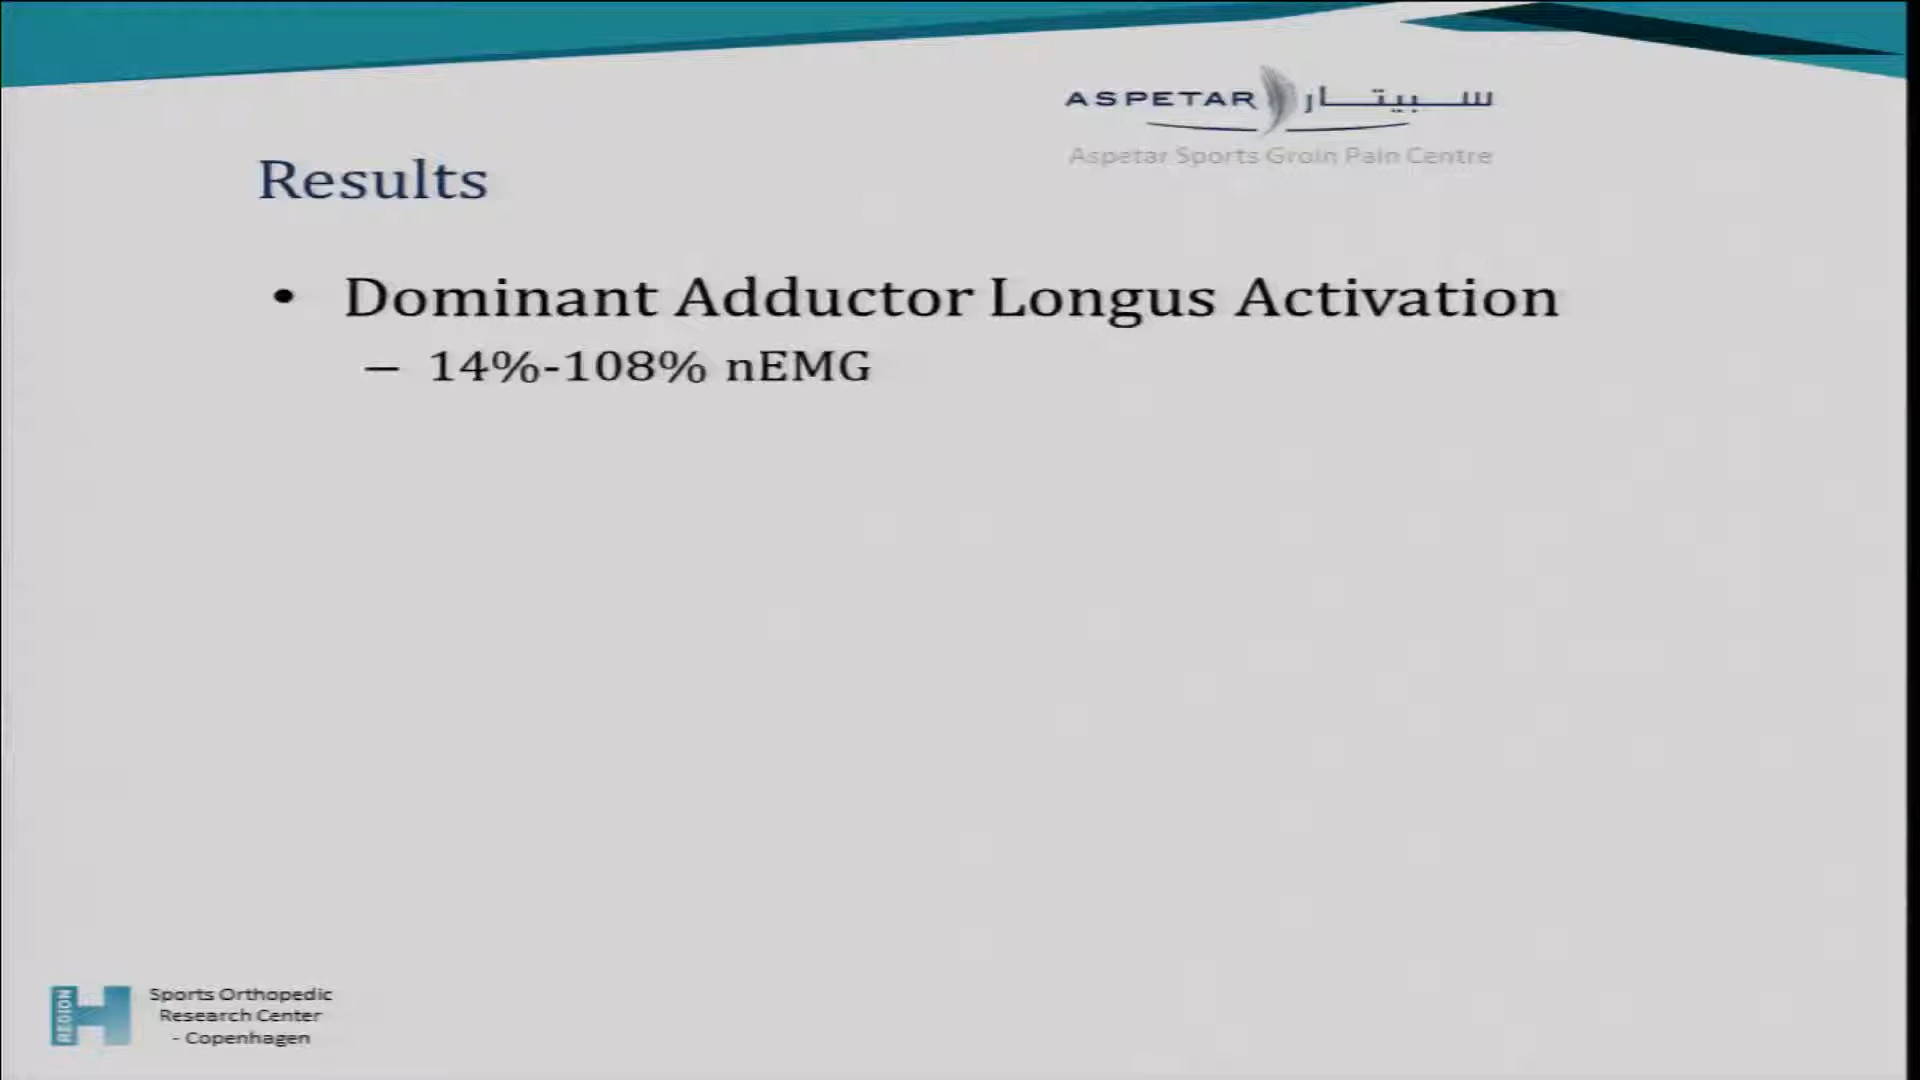 ASPETAR سبيتار
Aspetar Sports Groin Pain Centre
Results
• Dominant Adductor Longus Activation
– 14%-108% nEMG
REGION H
Sports Orthopedic
Research Center
- Copenhagen